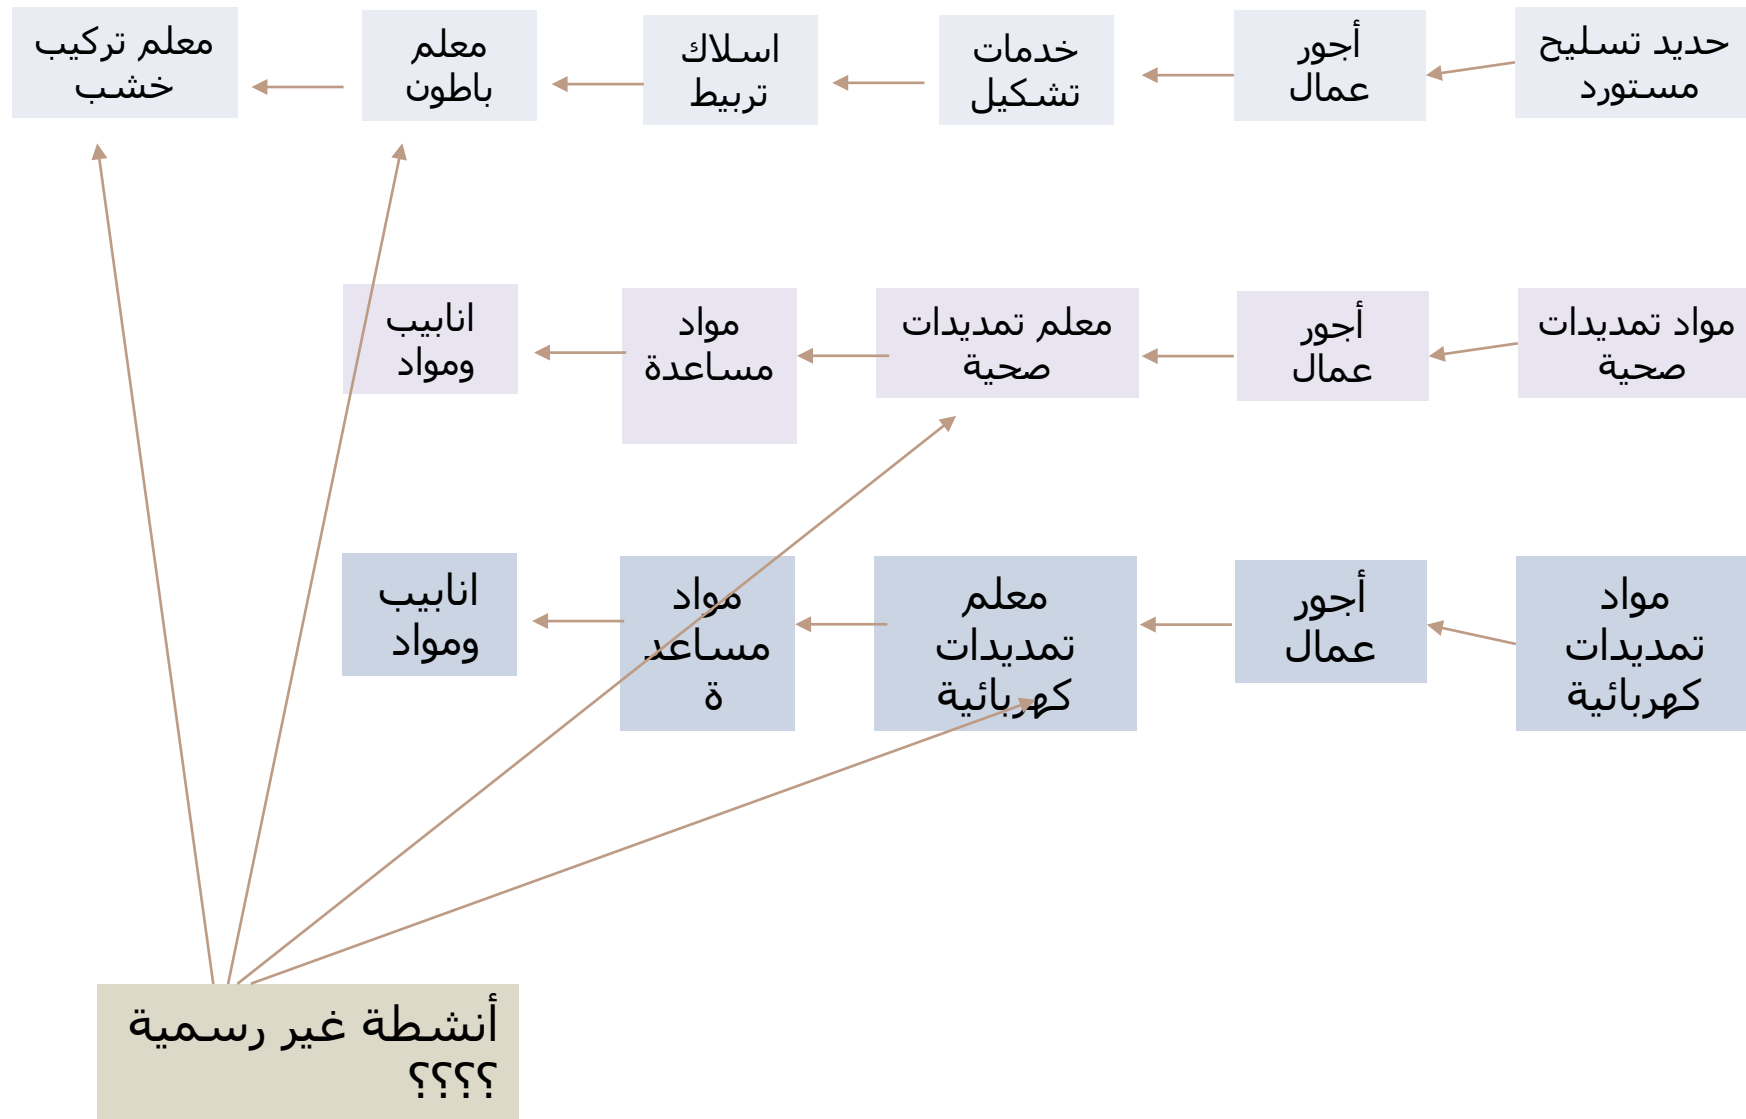 حديد تسليح
مستورد
أجور
عمال
خدمات
تشكيل
اسلاك
تربيط
معلم
باطون
معلم تركيب
خشب
مواد تمديدات
صحية
أجور
عمال
معلم تمديدات
صحية
مواد
مساعدة
انابيب
ومواد
مواد
تمديدات
كهربائية
أجور
عمال
معلم
تمديدات
كهربائية
مواد
مساعد
ة
انابيب
ومواد
أنشطة غير رسمية
؟؟؟؟